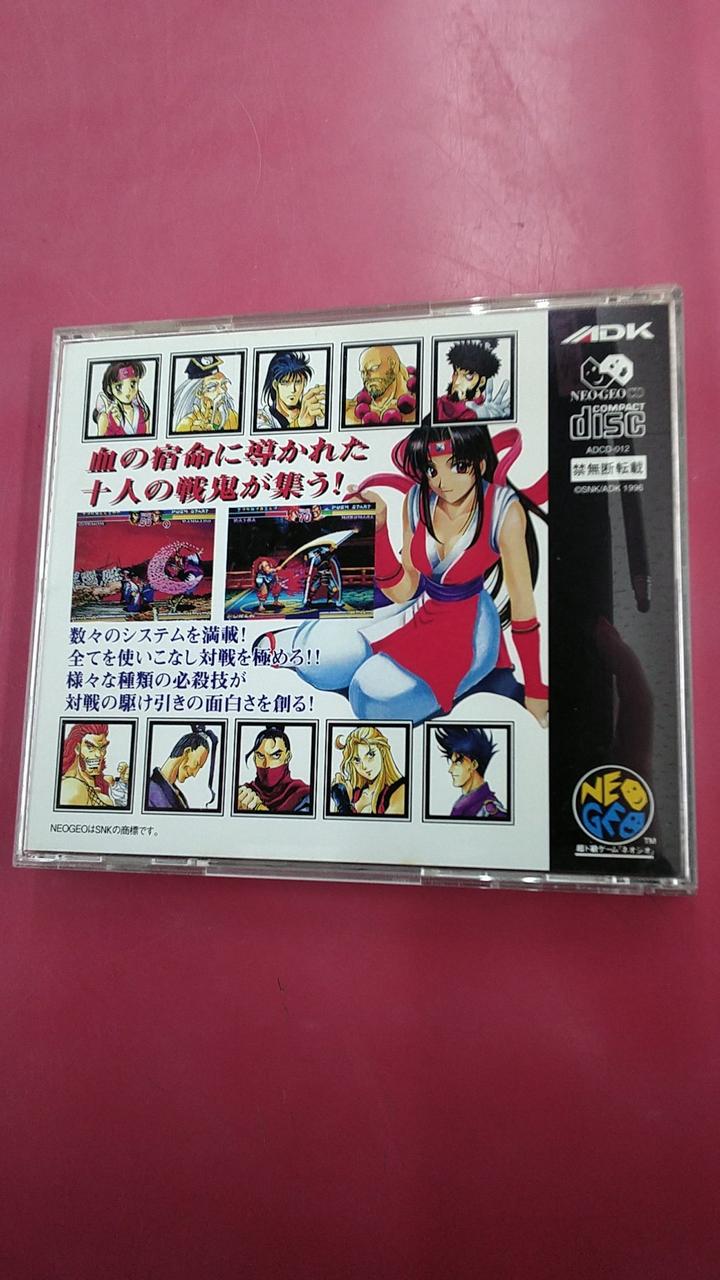 ADK
NEO·GEO CD
COMPACT
disc
ADCD-012
禁無断転載
©SNK/ADK 1996
血の宿命に導かれた
十人の戦鬼が集う!
数々のシステムを満載!
全てを使いこなし対戦を極めろ!!
様々な種類の必殺技が
対戦の駆け引きの面白さを創る!
NEOGEOはSNKの商標です。
NEO
GEO
TM